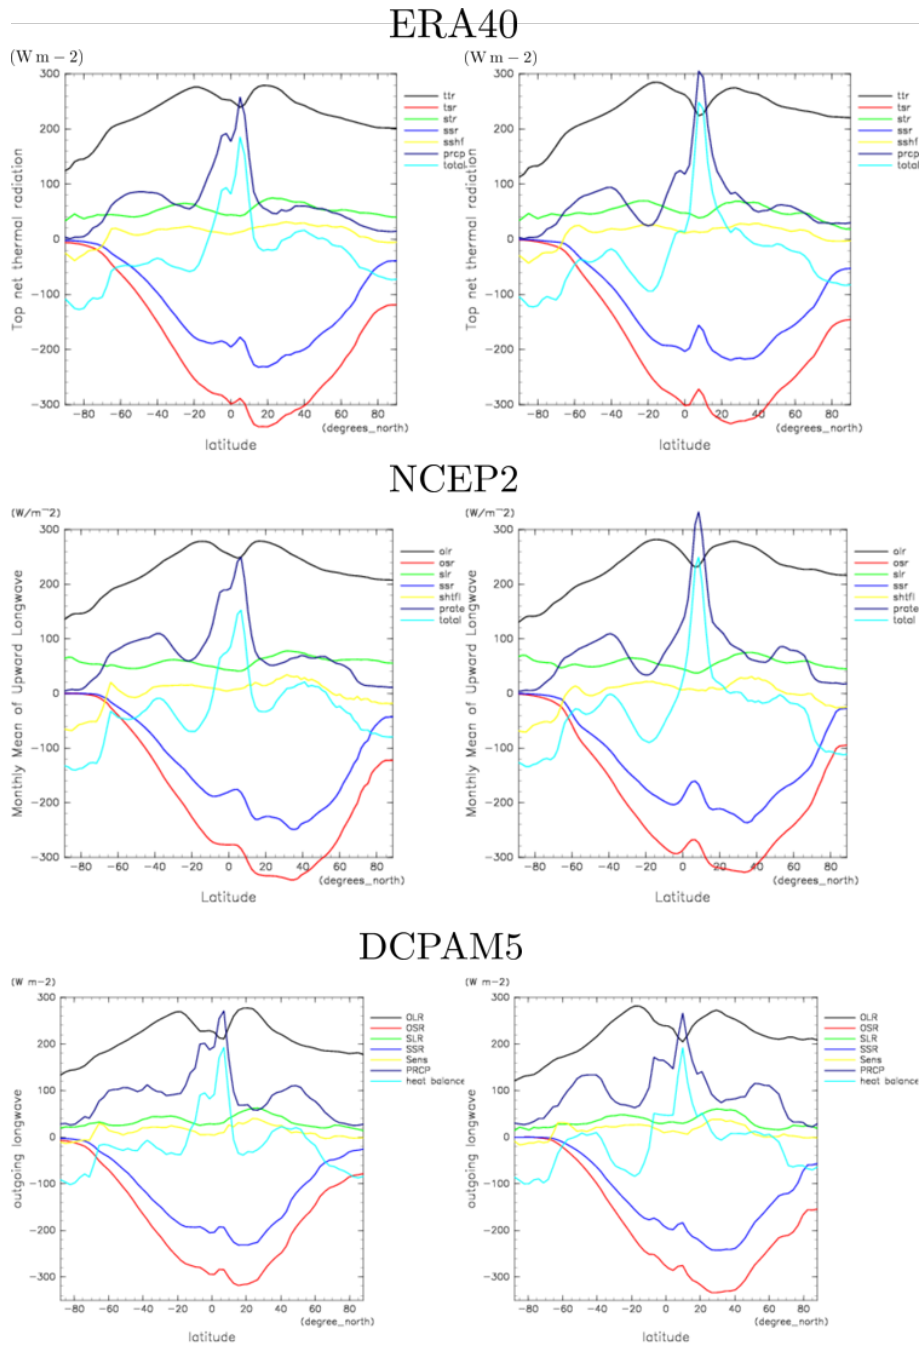 ERA40
(W m − 2) (W m − 2)
300
200
100
0
−100
−200
−300
−80 −60 −40 −20 0 20 40 60 80
(degrees_north)
latitude
Top net thermal radiation
ttr
tsr
str
ssr
sshf
prcp
total
300
200
100
0
−100
−200
−300
−80 −60 −40 −20 0 20 40 60 80
(degrees_north)
latitude
Top net thermal radiation
ttr
tsr
str
ssr
sshf
prcp
total
NCEP2
(W/m^2)
300
200
100
0
−100
−200
−300
−80 −60 −40 −20 0 20 40 60 80
(degrees_north)
Latitude
Monthly Mean of Upward Longwave
olr
osr
slr
ssr
shtfl
prate
total
(W/m^2)
300
200
100
0
−100
−200
−300
−80 −60 −40 −20 0 20 40 60 80
(degrees_north)
Latitude
Monthly Mean of Upward Longwave
olr
osr
slr
ssr
shtfl
prate
total
DCPAM5
(W m−2)
300
200
100
0
−100
−200
−300
−80 −60 −40 −20 0 20 40 60 80
(degree_north)
latitude
outgoing longwave
OLR
OSR
SLR
SSR
Sens
PRCP
heat balance
(W m−2)
300
200
100
0
−100
−200
−300
−80 −60 −40 −20 0 20 40 60 80
(degree_north)
latitude
outgoing longwave
OLR
OSR
SLR
SSR
Sens
PRCP
heat balance